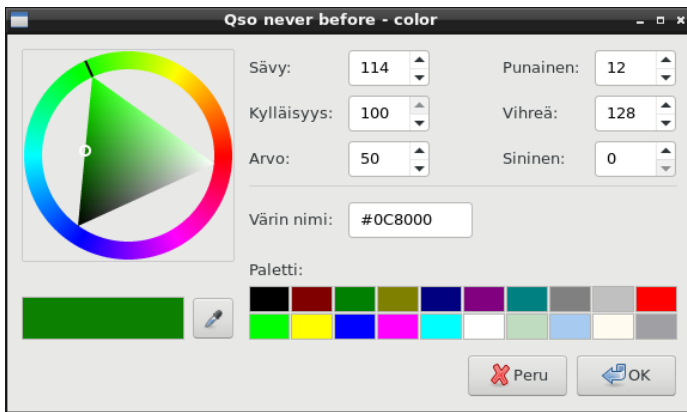 Qso never before - color
Sävy: 114 Punainen: 12
Kylläisyys: 100 Vihreä: 128
Arvo: 50 Sininen: 0
Värin nimi: #0C8000
Paletti:
Peru OK